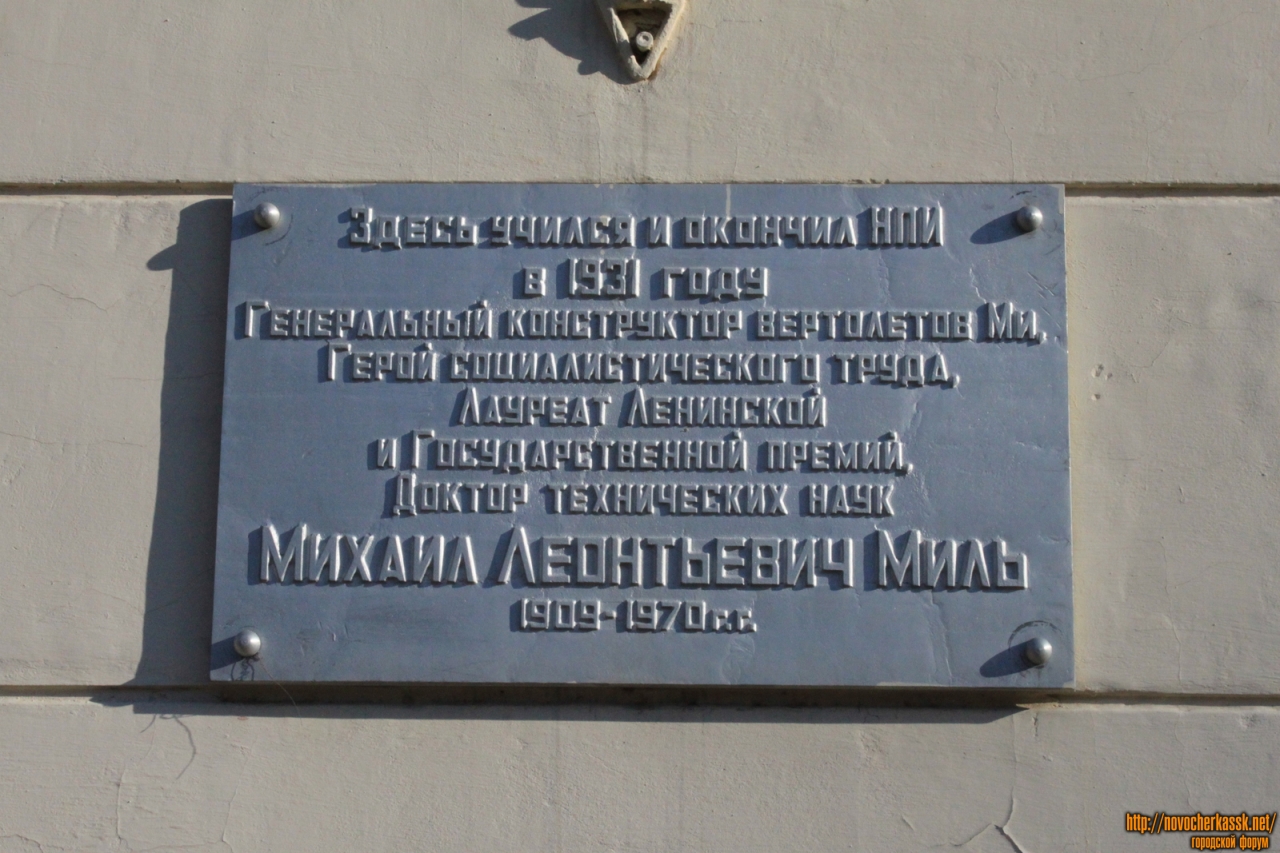 Здесь учился и окончил НПИ
в 1931 году
Генеральный конструктор вертолетов Ми,
Герой социалистического труда,
Лауреат Ленинской
и Государственной премий,
Доктор технических наук
Михаил Леонтьевич Миль
1909-1970 г.г.
http://novocherkassk.net/
городской форум